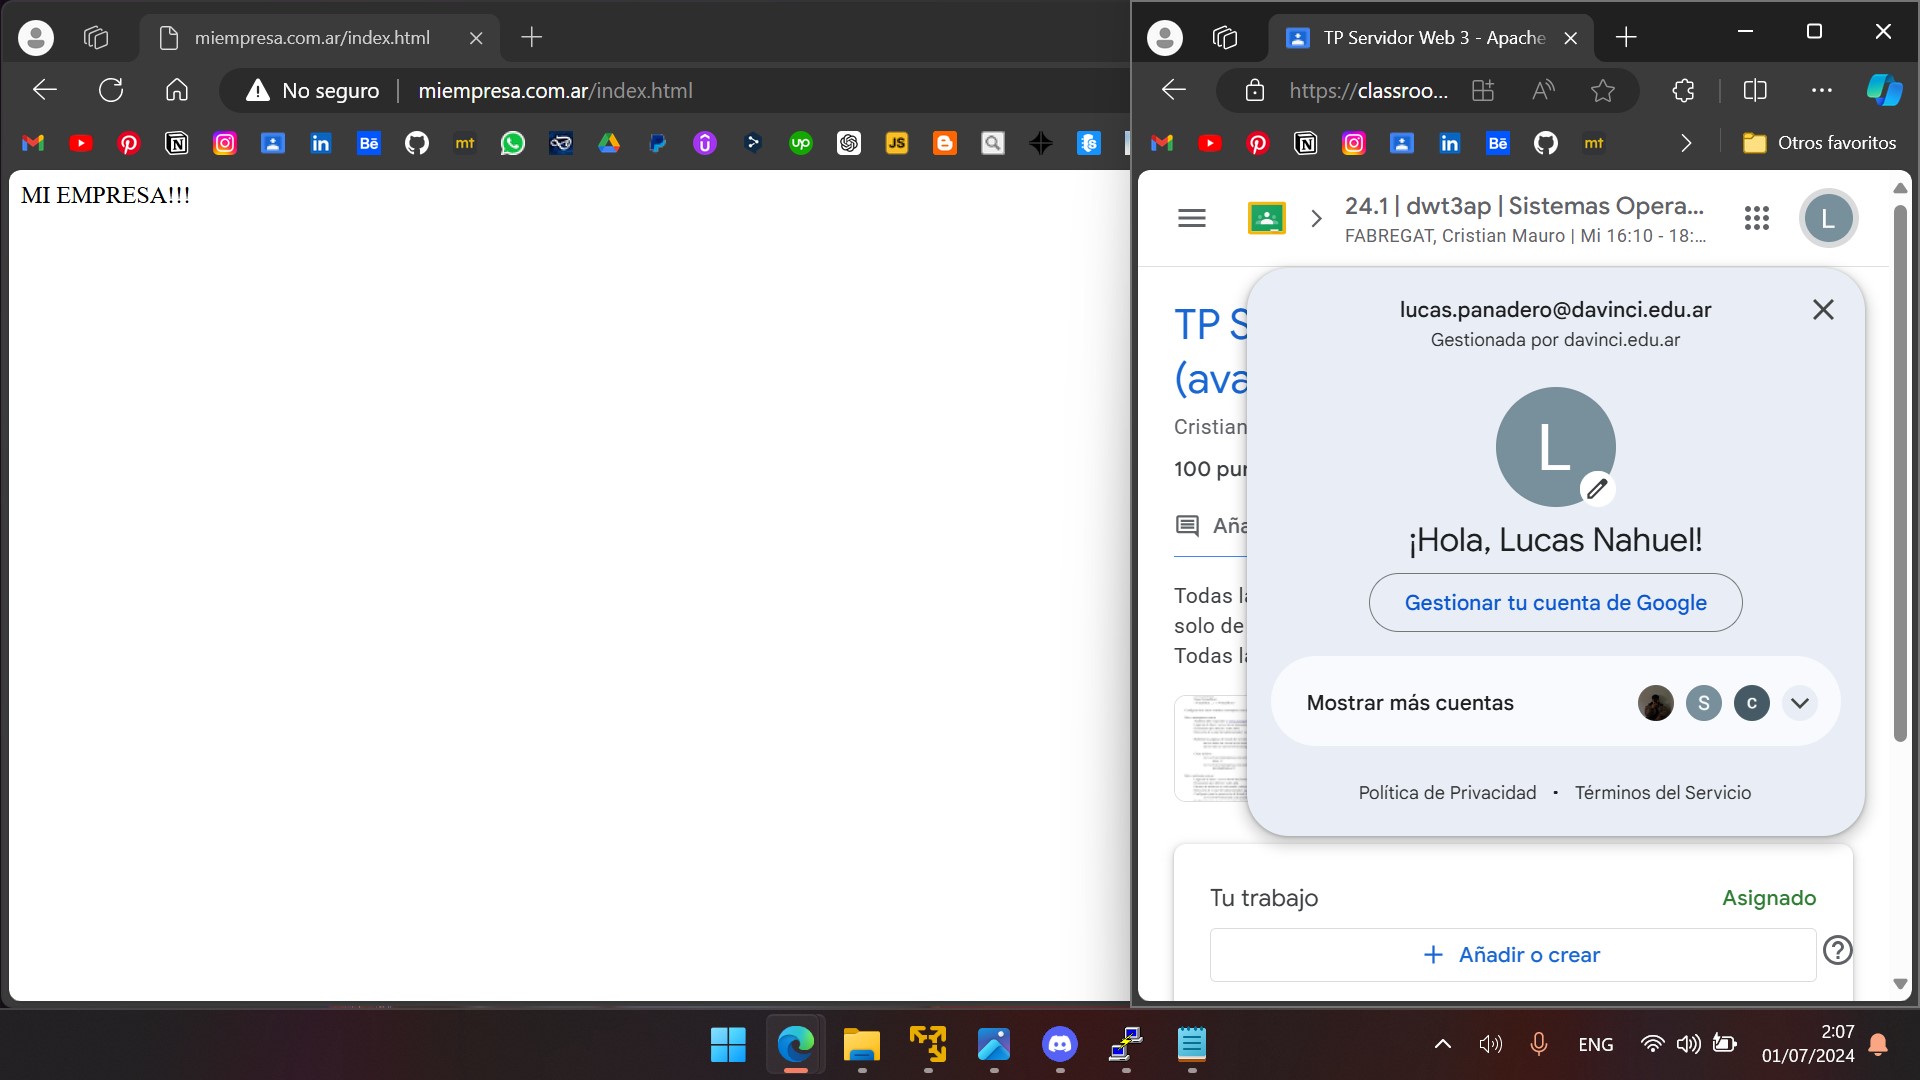 miempresa.com.ar/index.html
No seguro
miempresa.com.ar/index.html
MI EMPRESA!!!
TP Servidor Web 3 - Apache
https://classroo...
Otros favoritos
24.1 | dwt3ap | Sistemas Opera...
FABREGAT, Cristian Mauro | Mi 16:10 - 18:...
L
TP S
(ava
Cristian
100 pur
Aña
Todas la
solo de
Todas la
lucas.panadero@davinci.edu.ar
Gestionada por davinci.edu.ar
L
¡Hola, Lucas Nahuel!
Gestionar tu cuenta de Google
Mostrar más cuentas
S
c
Política de Privacidad • Términos del Servicio
Tu trabajo
Asignado
+ Añadir o crear
ENG
2:07
01/07/2024